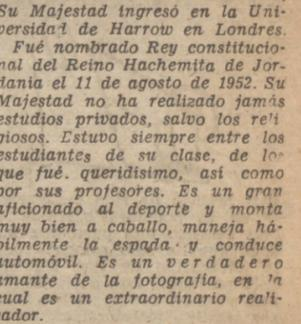 Su Majestad ingresó en la Uni-
versidad de Harrow en Londres.
Fué nombrado Rey constitucio-
nal del Reino Hachemita de Jor-
dania el 11 de agosto de 1952. Su
Majestad no ha realizado jamás
estudios privados, salvo los reli
giosos. Estuvo siempre entre los
estudiantes de su clase, de los
que fué. queridísimo, así como
por sus profesores. Es un gran
aficionado al deporte y monta
muy bien a caballo, maneja há-
bilmente la espada y conduce
automóvil. Es un verdadero
amante de la fotografía, en la
cual es un extraordinario reali-
zador.